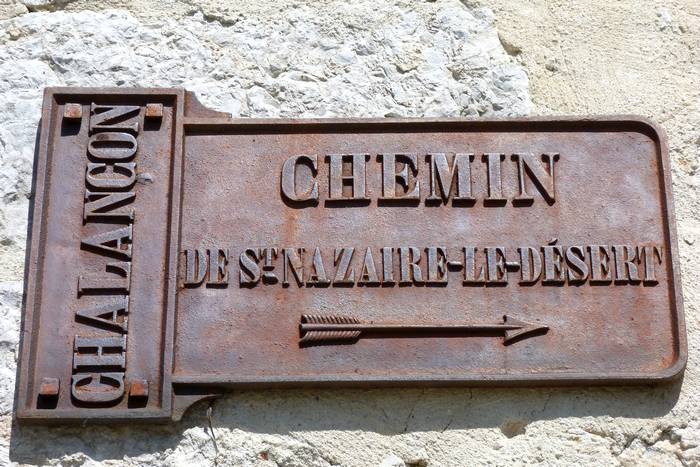 CHALANCON
CHEMIN
DE ST. NAZAIRE-LE-DÉSERT